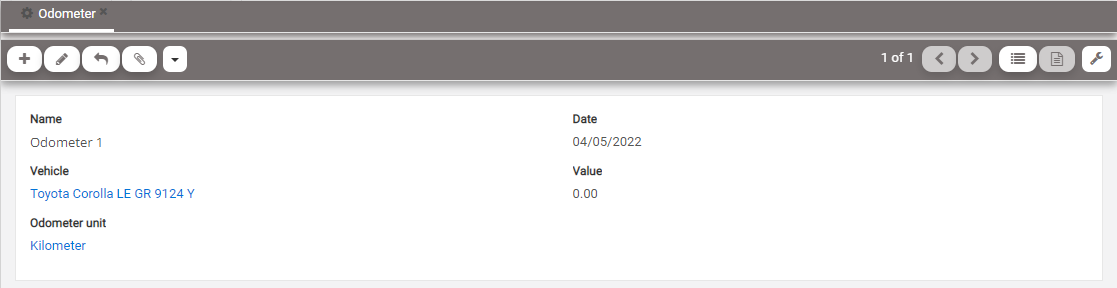 Odometer
1 of 1
Name
Odometer 1
Date
04/05/2022
Vehicle
Toyota Corolla LE GR 9124 Y
Value
0.00
Odometer unit
Kilometer